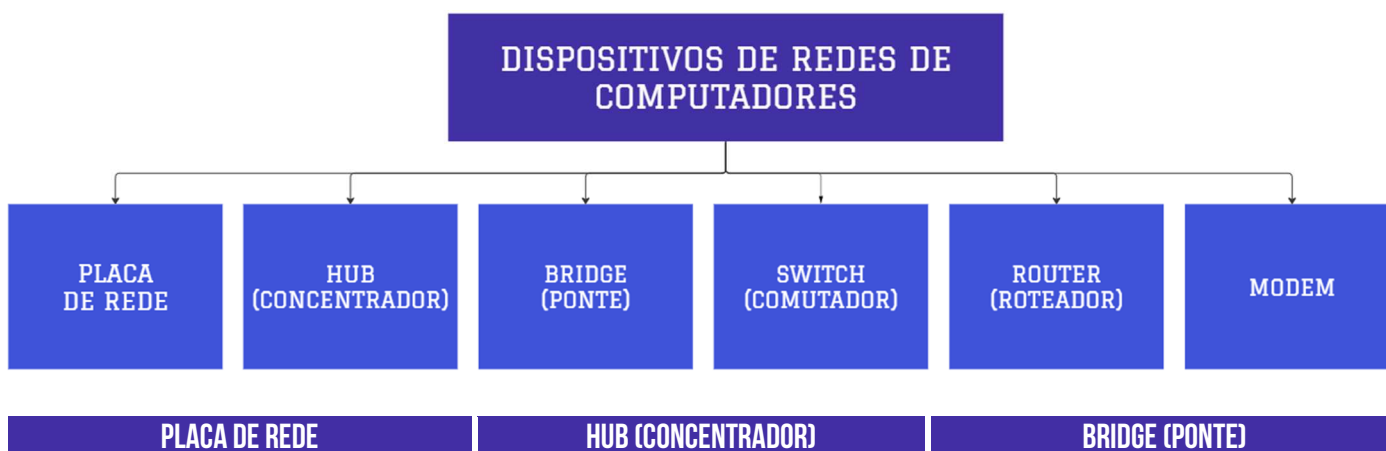 DISPOSITIVOS DE REDES DE
COMPUTADORES
PLACA
DE REDE
HUB
(CONCENTRADOR)
BRIDGE
(PONTE)
SWITCH
(COMUTADOR)
ROUTER
(ROTEADOR)
MODEM
PLACA DE REDE
HUB (CONCENTRADOR)
BRIDGE (PONTE)